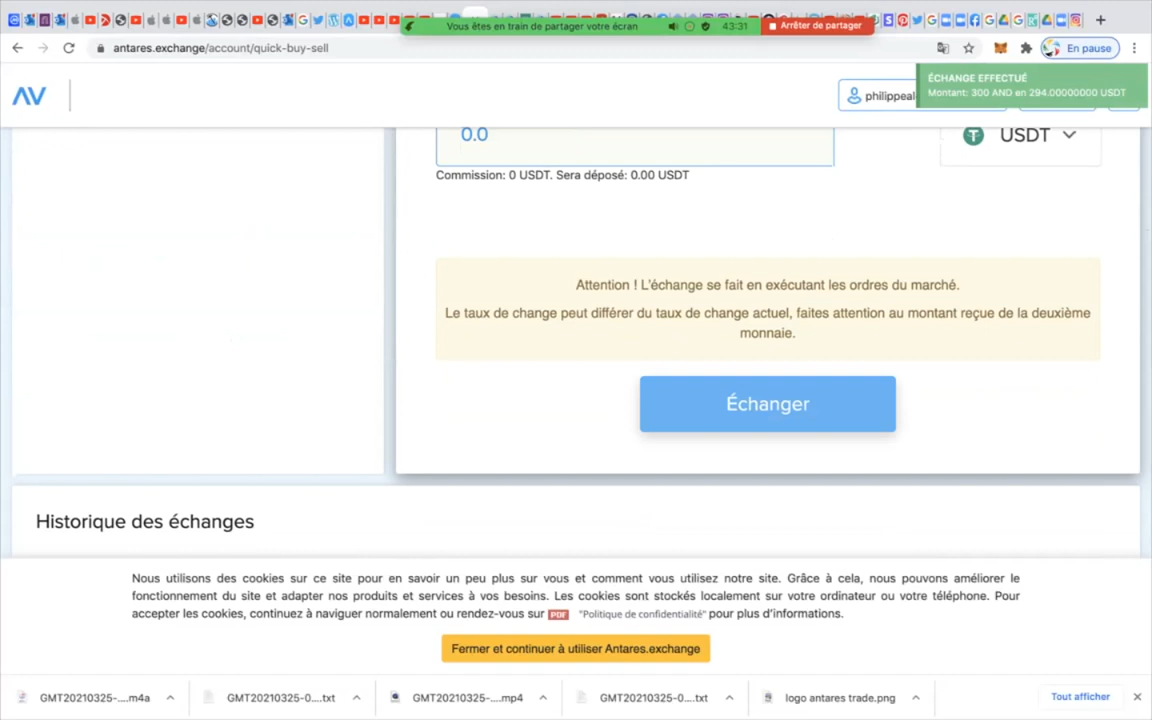 Vous êtes en train de partager votre écran
43:31
Arrêter de partager
antares.exchange/account/quick-buy-sell
En pause
AV
philippeal
ÉCHANGE EFFECTUÉ
Montant: 300 AND en 294.00000000 USDT
0.0
USDT
Commission: 0 USDT. Sera déposé: 0.00 USDT
Attention ! L'échange se fait en exécutant les ordres du marché.
Le taux de change peut différer du taux de change actuel, faites attention au montant reçue de la deuxième
monnaie.
Échanger
Historique des échanges
Nous utilisons des cookies sur ce site pour en savoir un peu plus sur vous et comment vous utilisez notre site. Grâce à cela, nous pouvons améliorer le
fonctionnement du site et adapter nos produits et services à vos besoins. Les cookies sont stockés localement sur votre ordinateur ou votre téléphone. Pour
accepter les cookies, continuez à naviguer normalement ou rendez-vous sur PDF "Politique de confidentialité" pour plus d'informations.
Fermer et continuer à utiliser Antares.exchange
GMT20210325-....m4a
GMT20210325-0....txt
GMT20210325-....mp4
GMT20210325-0....txt
logo antares trade.png
Tout afficher